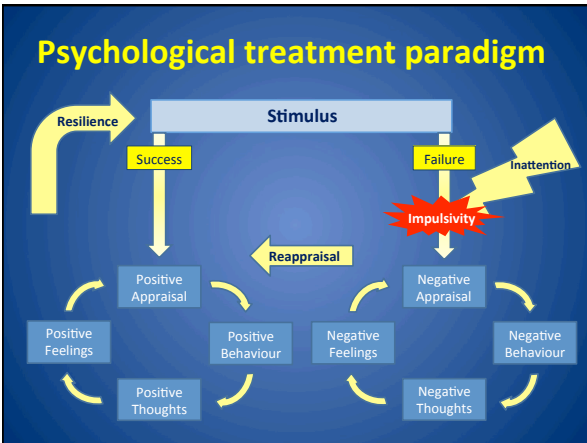 Psychological treatment paradigm
Resilience
Stimulus
Success
Failure
Inattention
Impulsivity
Reappraisal
Positive
Appraisal
Negative
Appraisal
Positive
Feelings
Positive
Behaviour
Negative
Feelings
Negative
Behaviour
Positive
Thoughts
Negative
Thoughts